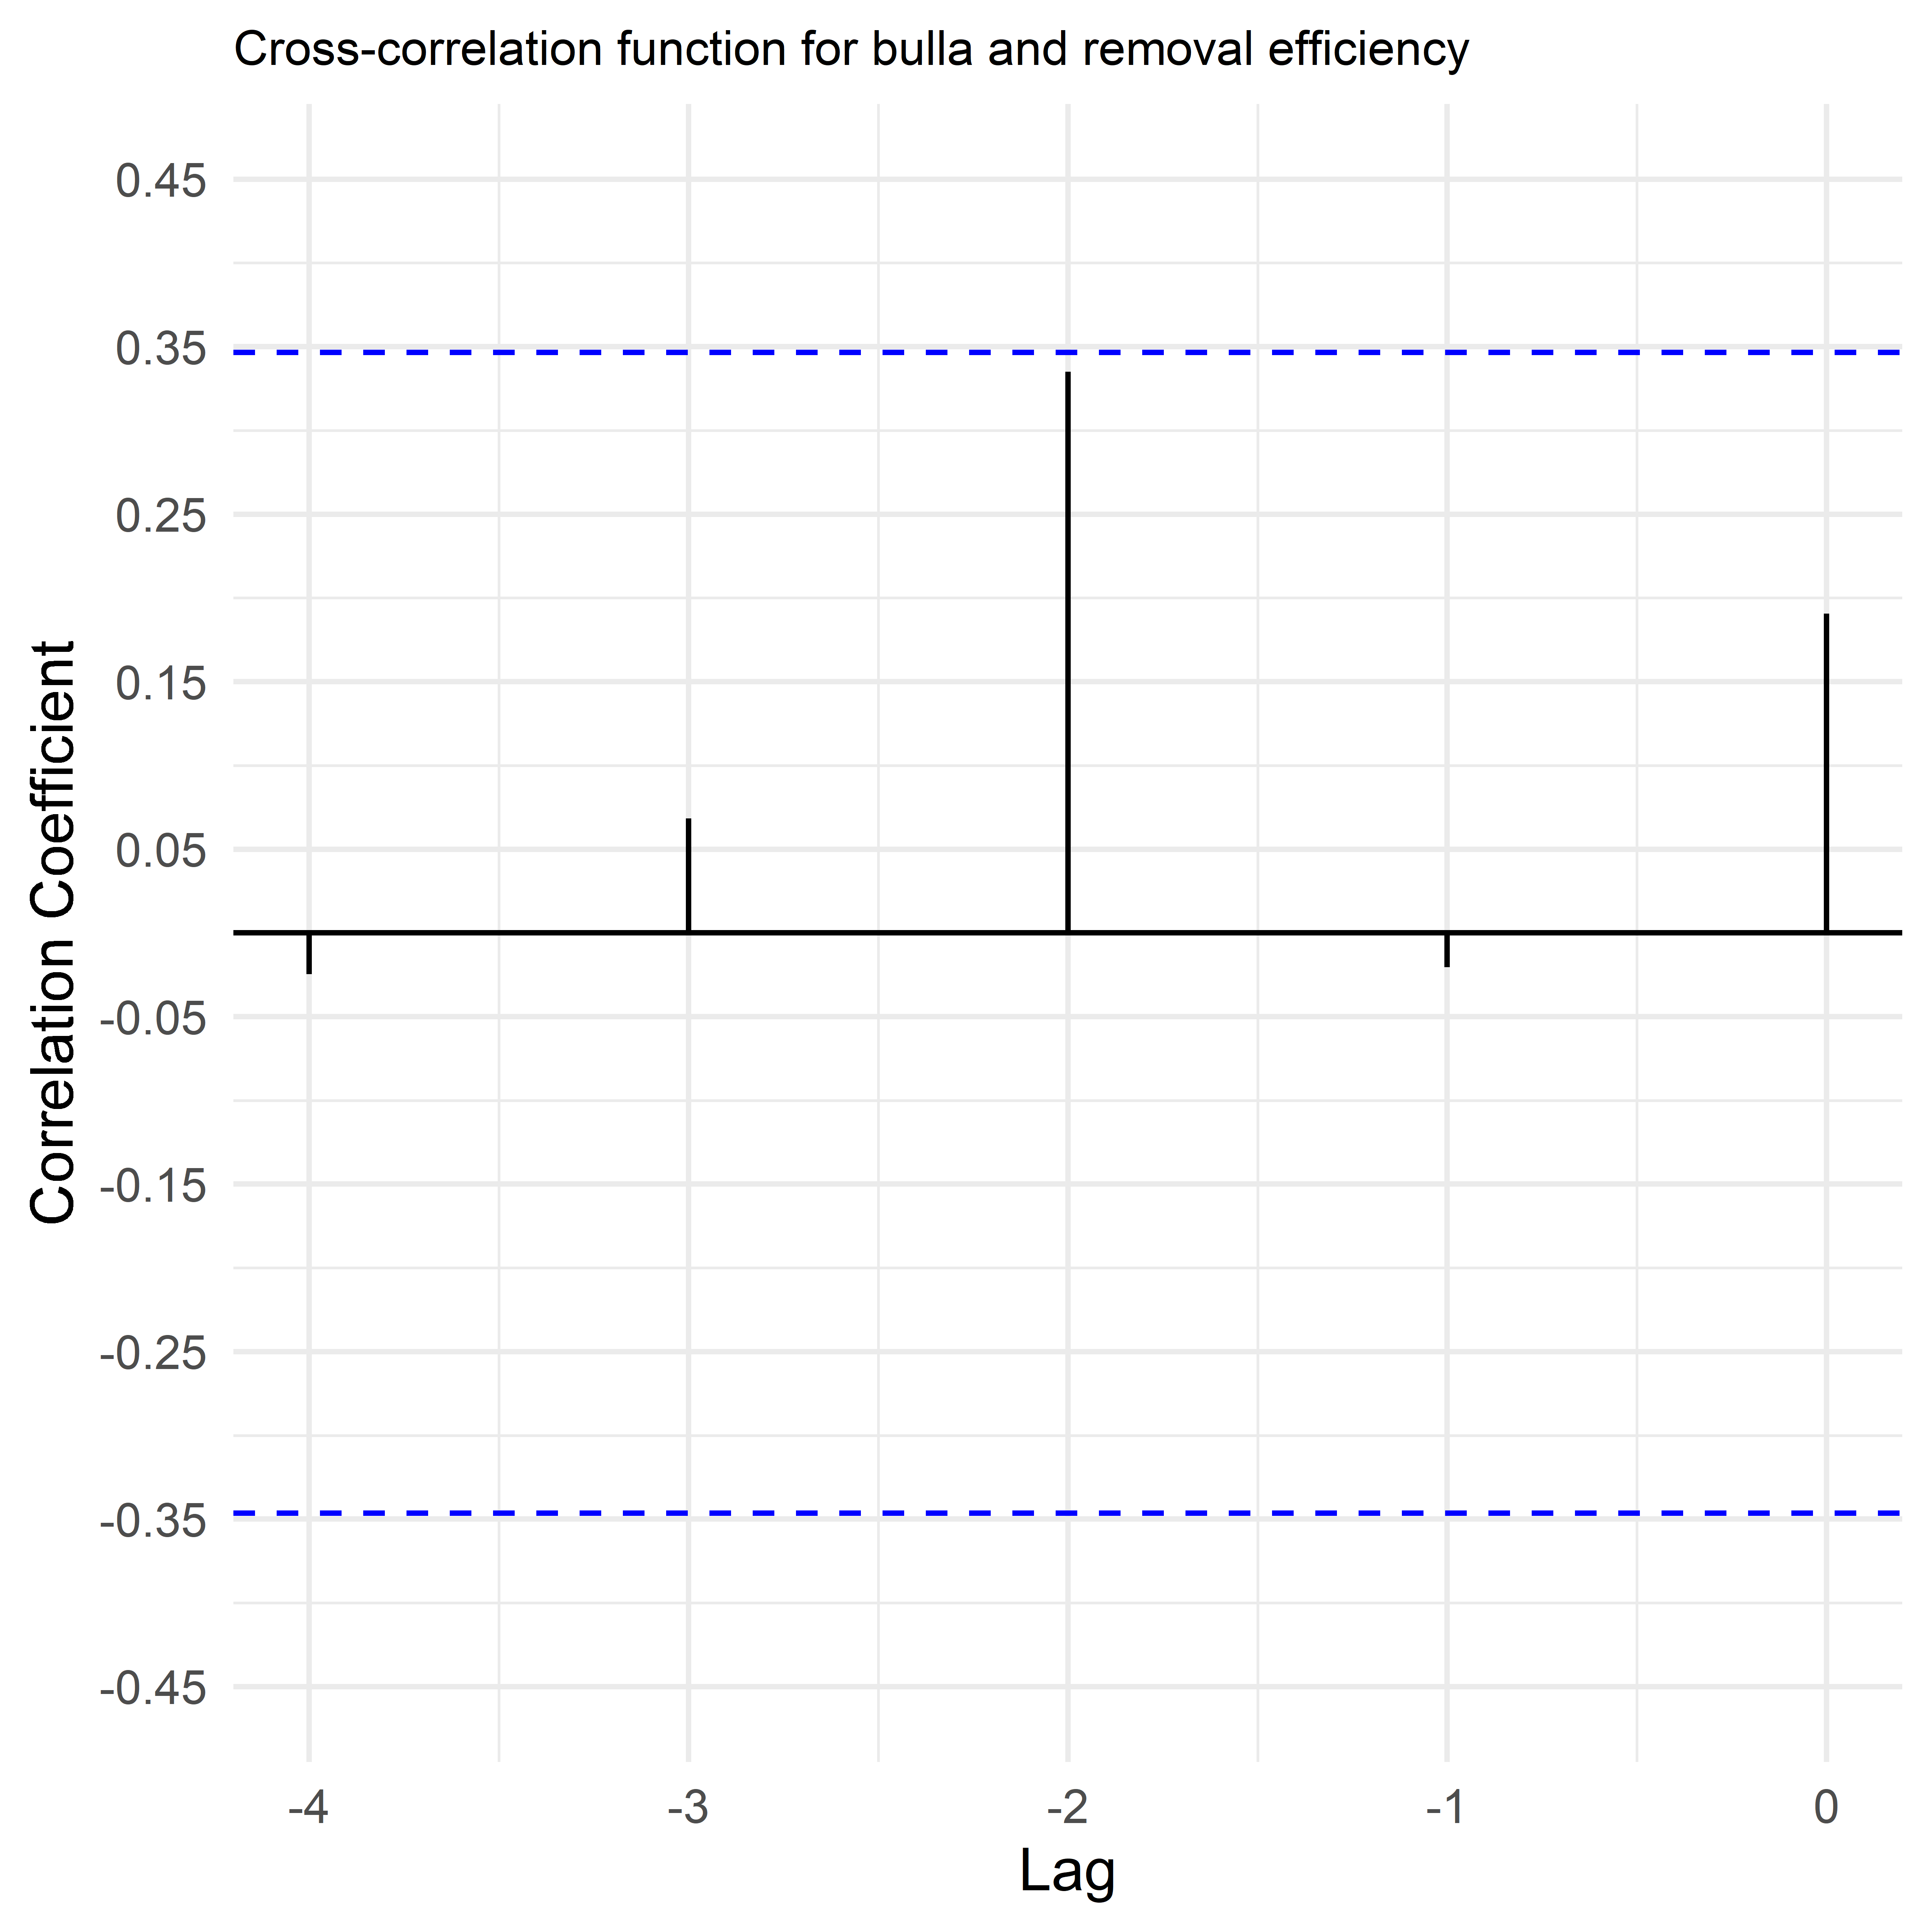 Cross-correlation function for bulla and removal efficiency
Correlation Coefficient
0.45
0.35
0.25
0.15
0.05
-0.05
-0.15
-0.25
-0.35
-0.45
-4 -3 -2 -1 0
Lag